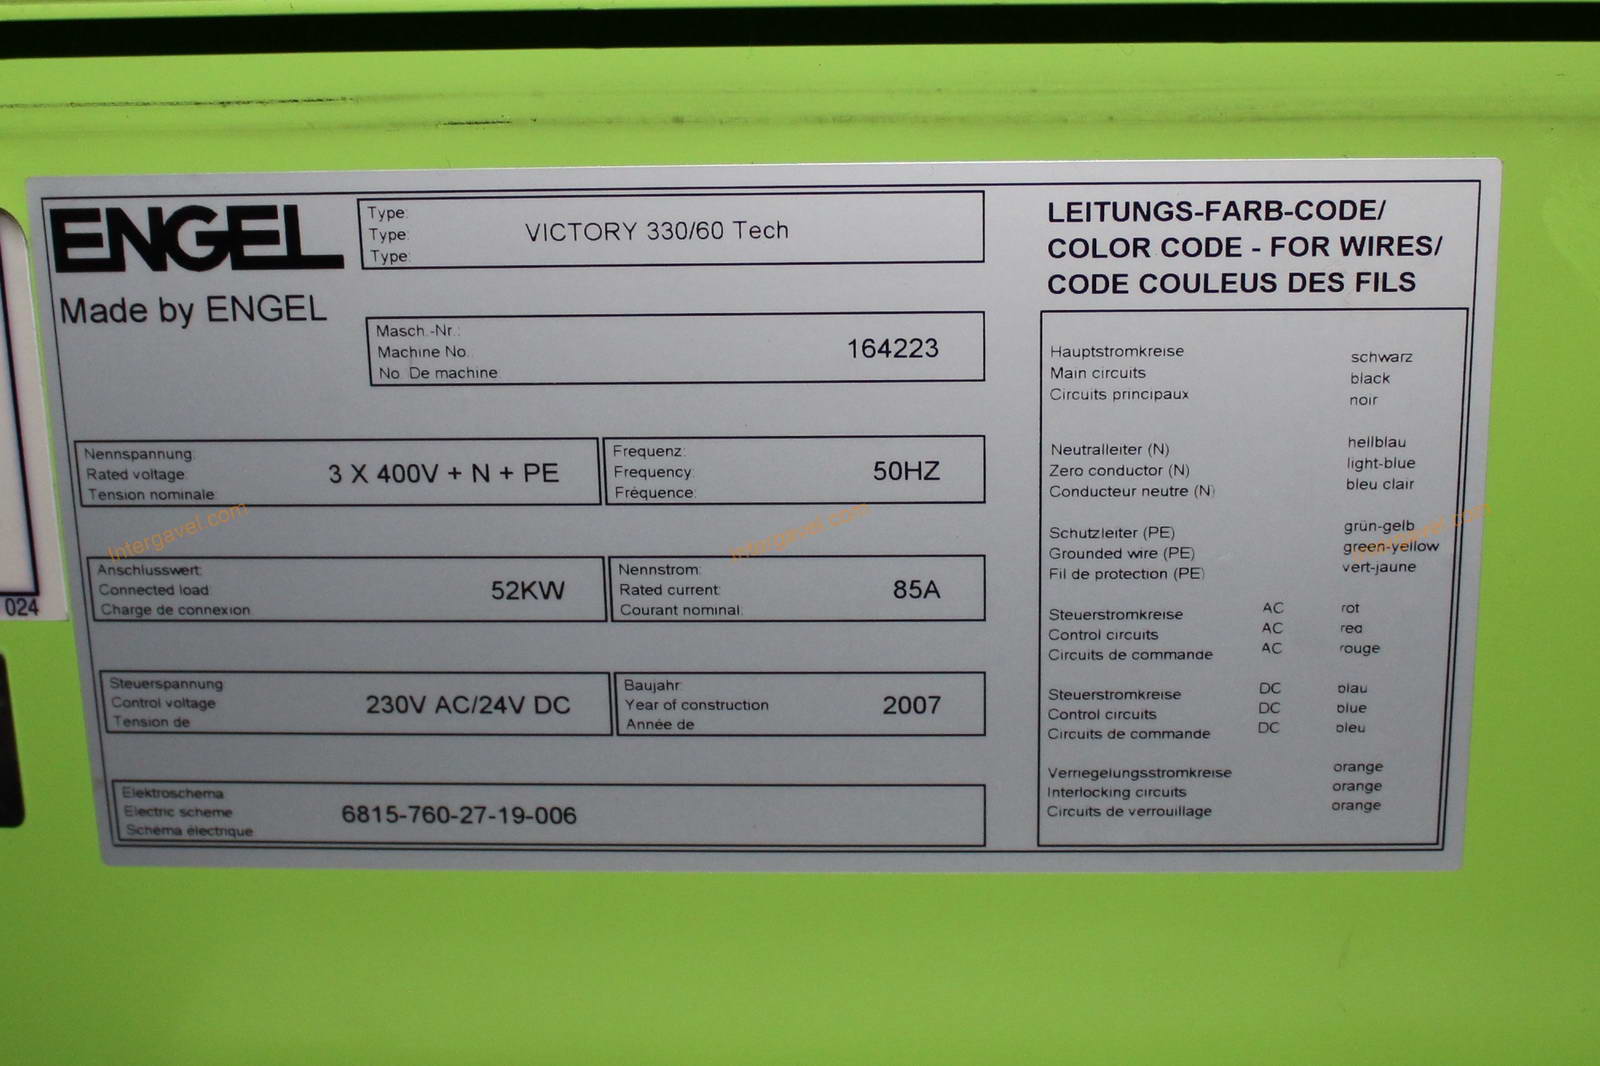 ENGEL
Made by ENGEL
Type:
Type:
Type:
VICTORY 330/60 Tech
Masch.-Nr.:
Machine No.
No. De machine
164223
Nennspannung:
Rated voltage
Tension nominale
3 X 400V + N + PE
Frequenz:
Frequency:
Fréquence:
50HZ
Anschlusswert:
Connected load
Charge de connexion
52KW
Nennstrom:
Rated current:
Courant nominal:
85A
Steuerspannung
Control voltage
Tension de
230V AC/24V DC
Baujahr
Year of construction
Année de
2007
Elektroschema
Electric scheme
Schéma électrique
6815-760-27-19-006
LEITUNGS-FARB-CODE/
COLOR CODE - FOR WIRES/
CODE COULEUS DES FILS
Hauptstromkreise schwarz
Main circuits black
Circuits principaux noir
Neutralleiter (N) hellblau
Zero conductor (N) light-blue
Conducteur neutre (N) bleu clair
Schutzleiter (PE) grün-gelb
Grounded wire (PE) green-yellow
Fil de protection (PE) vert-jaune
Steuerstromkreise AC rot
Control circuits AC red
Circuits de commande AC rouge
Steuerstromkreise DC blau
Control circuits DC blue
Circuits de commande DC bleu
Verriegelungsstromkreise orange
Interlocking circuits orange
Circuits de verrouillage orange
024
Intergavel.com
Intergavel.com
Intergavel.com